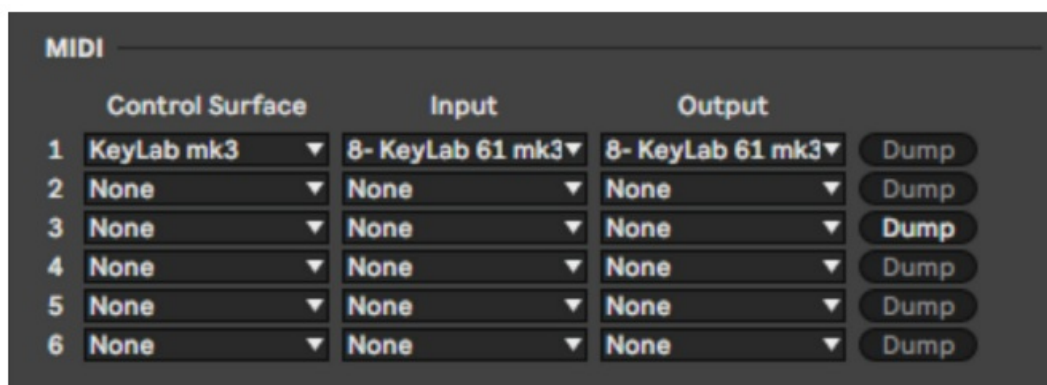 MIDI
Control Surface Input Output
1 KeyLab mk3 8- KeyLab 61 mk3 8- KeyLab 61 mk3 Dump
2 None None None Dump
3 None None None Dump
4 None None None Dump
5 None None None Dump
6 None None None Dump